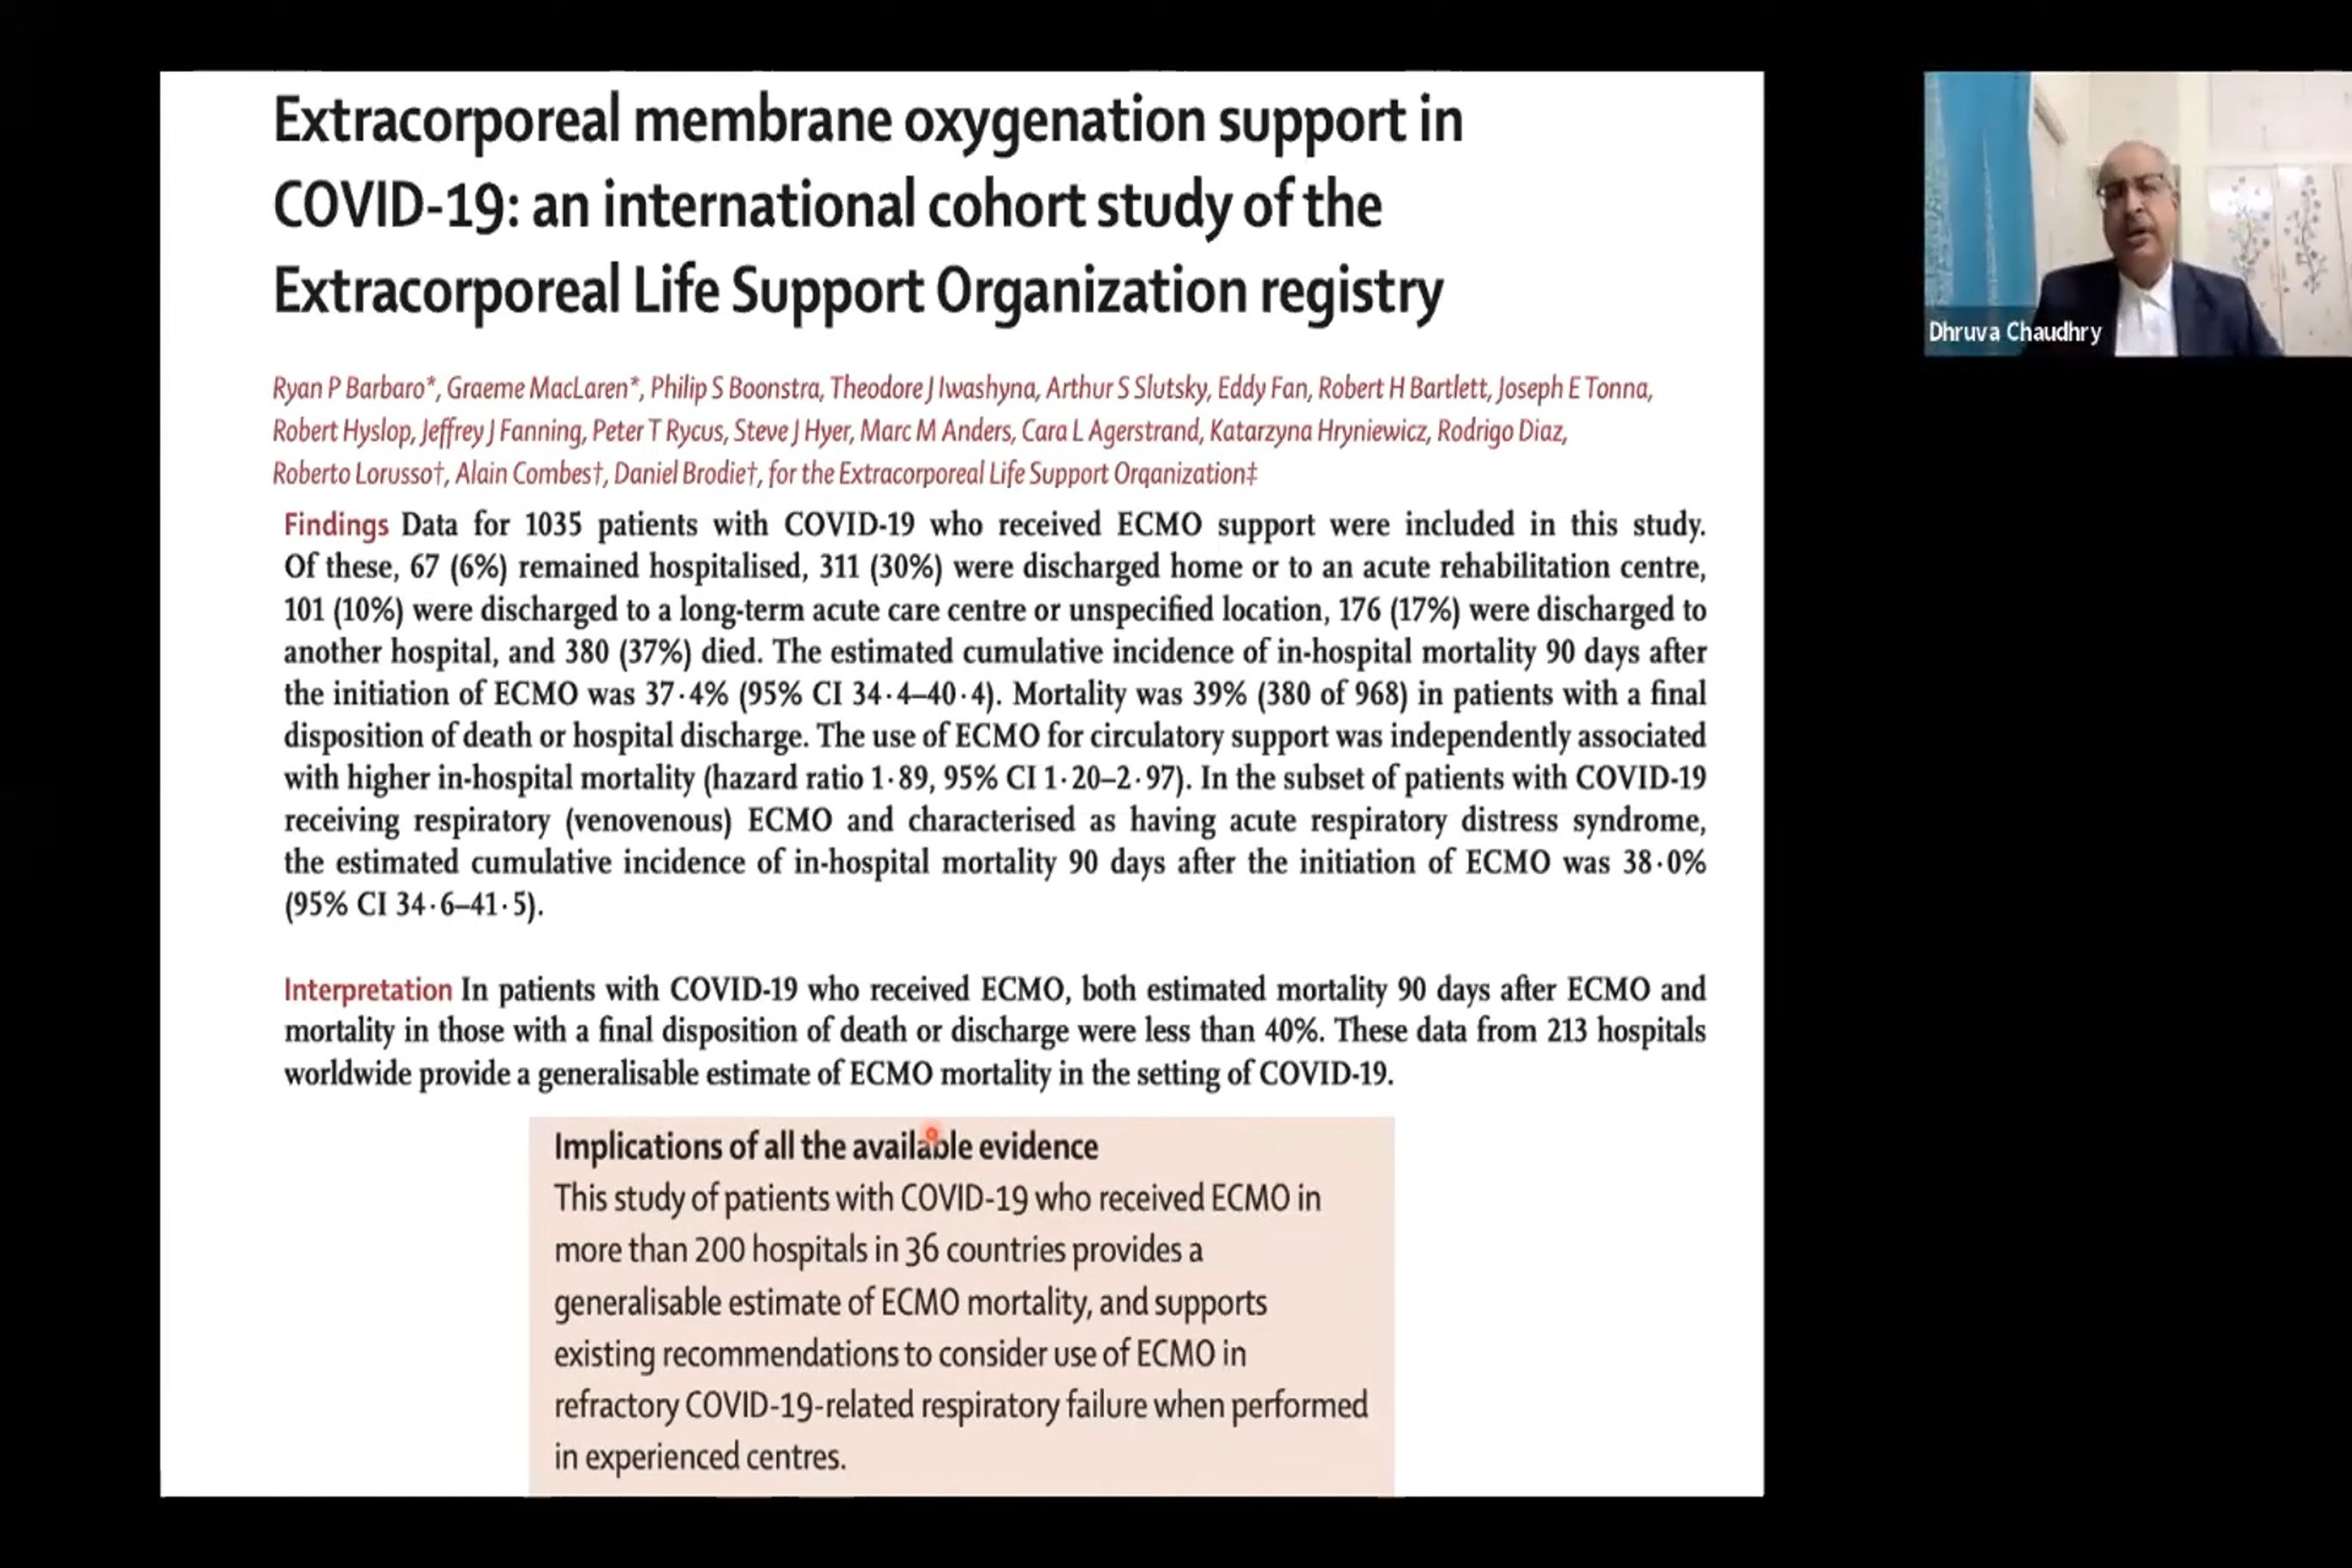 Extracorporeal membrane oxygenation support in
COVID-19: an international cohort study of the
Extracorporeal Life Support Organization registry
Ryan P Barbaro*, Graeme MacLaren*, Philip S Boonstra, Theodore J Iwashyna, Arthur S Slutsky, Eddy Fan, Robert H Bartlett, Joseph E Tonna,
Robert Hyslop, Jeffrey J Fanning, Peter T Rycus, Steve J Hyer, Marc M Anders, Cara L Agerstrand, Katarzyna Hryniewicz, Rodrigo Diaz,
Roberto Lorusso†, Alain Combes†, Daniel Brodie†, for the Extracorporeal Life Support Organization‡
Findings Data for 1035 patients with COVID-19 who received ECMO support were included in this study.
Of these, 67 (6%) remained hospitalised, 311 (30%) were discharged home or to an acute rehabilitation centre,
101 (10%) were discharged to a long-term acute care centre or unspecified location, 176 (17%) were discharged to
another hospital, and 380 (37%) died. The estimated cumulative incidence of in-hospital mortality 90 days after
the initiation of ECMO was 37·4% (95% CI 34·4–40·4). Mortality was 39% (380 of 968) in patients with a final
disposition of death or hospital discharge. The use of ECMO for circulatory support was independently associated
with higher in-hospital mortality (hazard ratio 1·89, 95% CI 1·20–2·97). In the subset of patients with COVID-19
receiving respiratory (venovenous) ECMO and characterised as having acute respiratory distress syndrome,
the estimated cumulative incidence of in-hospital mortality 90 days after the initiation of ECMO was 38·0%
(95% CI 34·6–41·5).
Interpretation In patients with COVID-19 who received ECMO, both estimated mortality 90 days after ECMO and
mortality in those with a final disposition of death or discharge were less than 40%. These data from 213 hospitals
worldwide provide a generalisable estimate of ECMO mortality in the setting of COVID-19.
Implications of all the available evidence
This study of patients with COVID-19 who received ECMO in
more than 200 hospitals in 36 countries provides a
generalisable estimate of ECMO mortality, and supports
existing recommendations to consider use of ECMO in
refractory COVID-19-related respiratory failure when performed
in experienced centres.
Dhruva Chaudhry